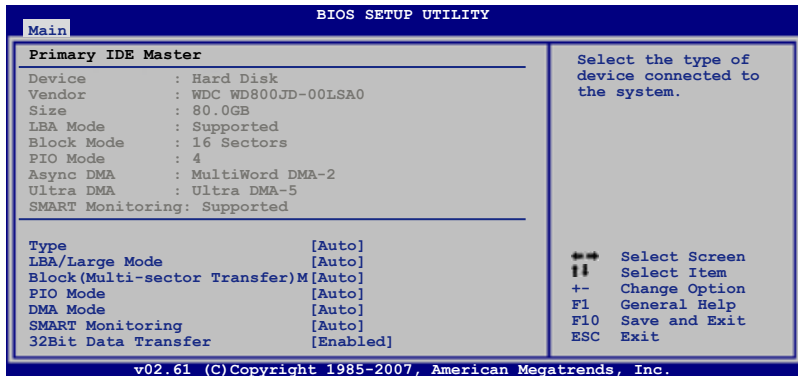 BIOS SETUP UTILITY
Main
Primary IDE Master
Device : Hard Disk
Vendor : WDC WD800JD-00LSA0
Size : 80.0GB
LBA Mode : Supported
Block Mode : 16 Sectors
PIO Mode : 4
Async DMA : MultiWord DMA-2
Ultra DMA : Ultra DMA-5
SMART Monitoring: Supported
Type [Auto]
LBA/Large Mode [Auto]
Block(Multi-sector Transfer)M[Auto]
PIO Mode [Auto]
DMA Mode [Auto]
SMART Monitoring [Auto]
32Bit Data Transfer [Enabled]
Select the type of
device connected to
the system.
←→ Select Screen
↑↓ Select Item
+- Change Option
F1 General Help
F10 Save and Exit
ESC Exit
v02.61 (C)Copyright 1985-2007, American Megatrends, Inc.